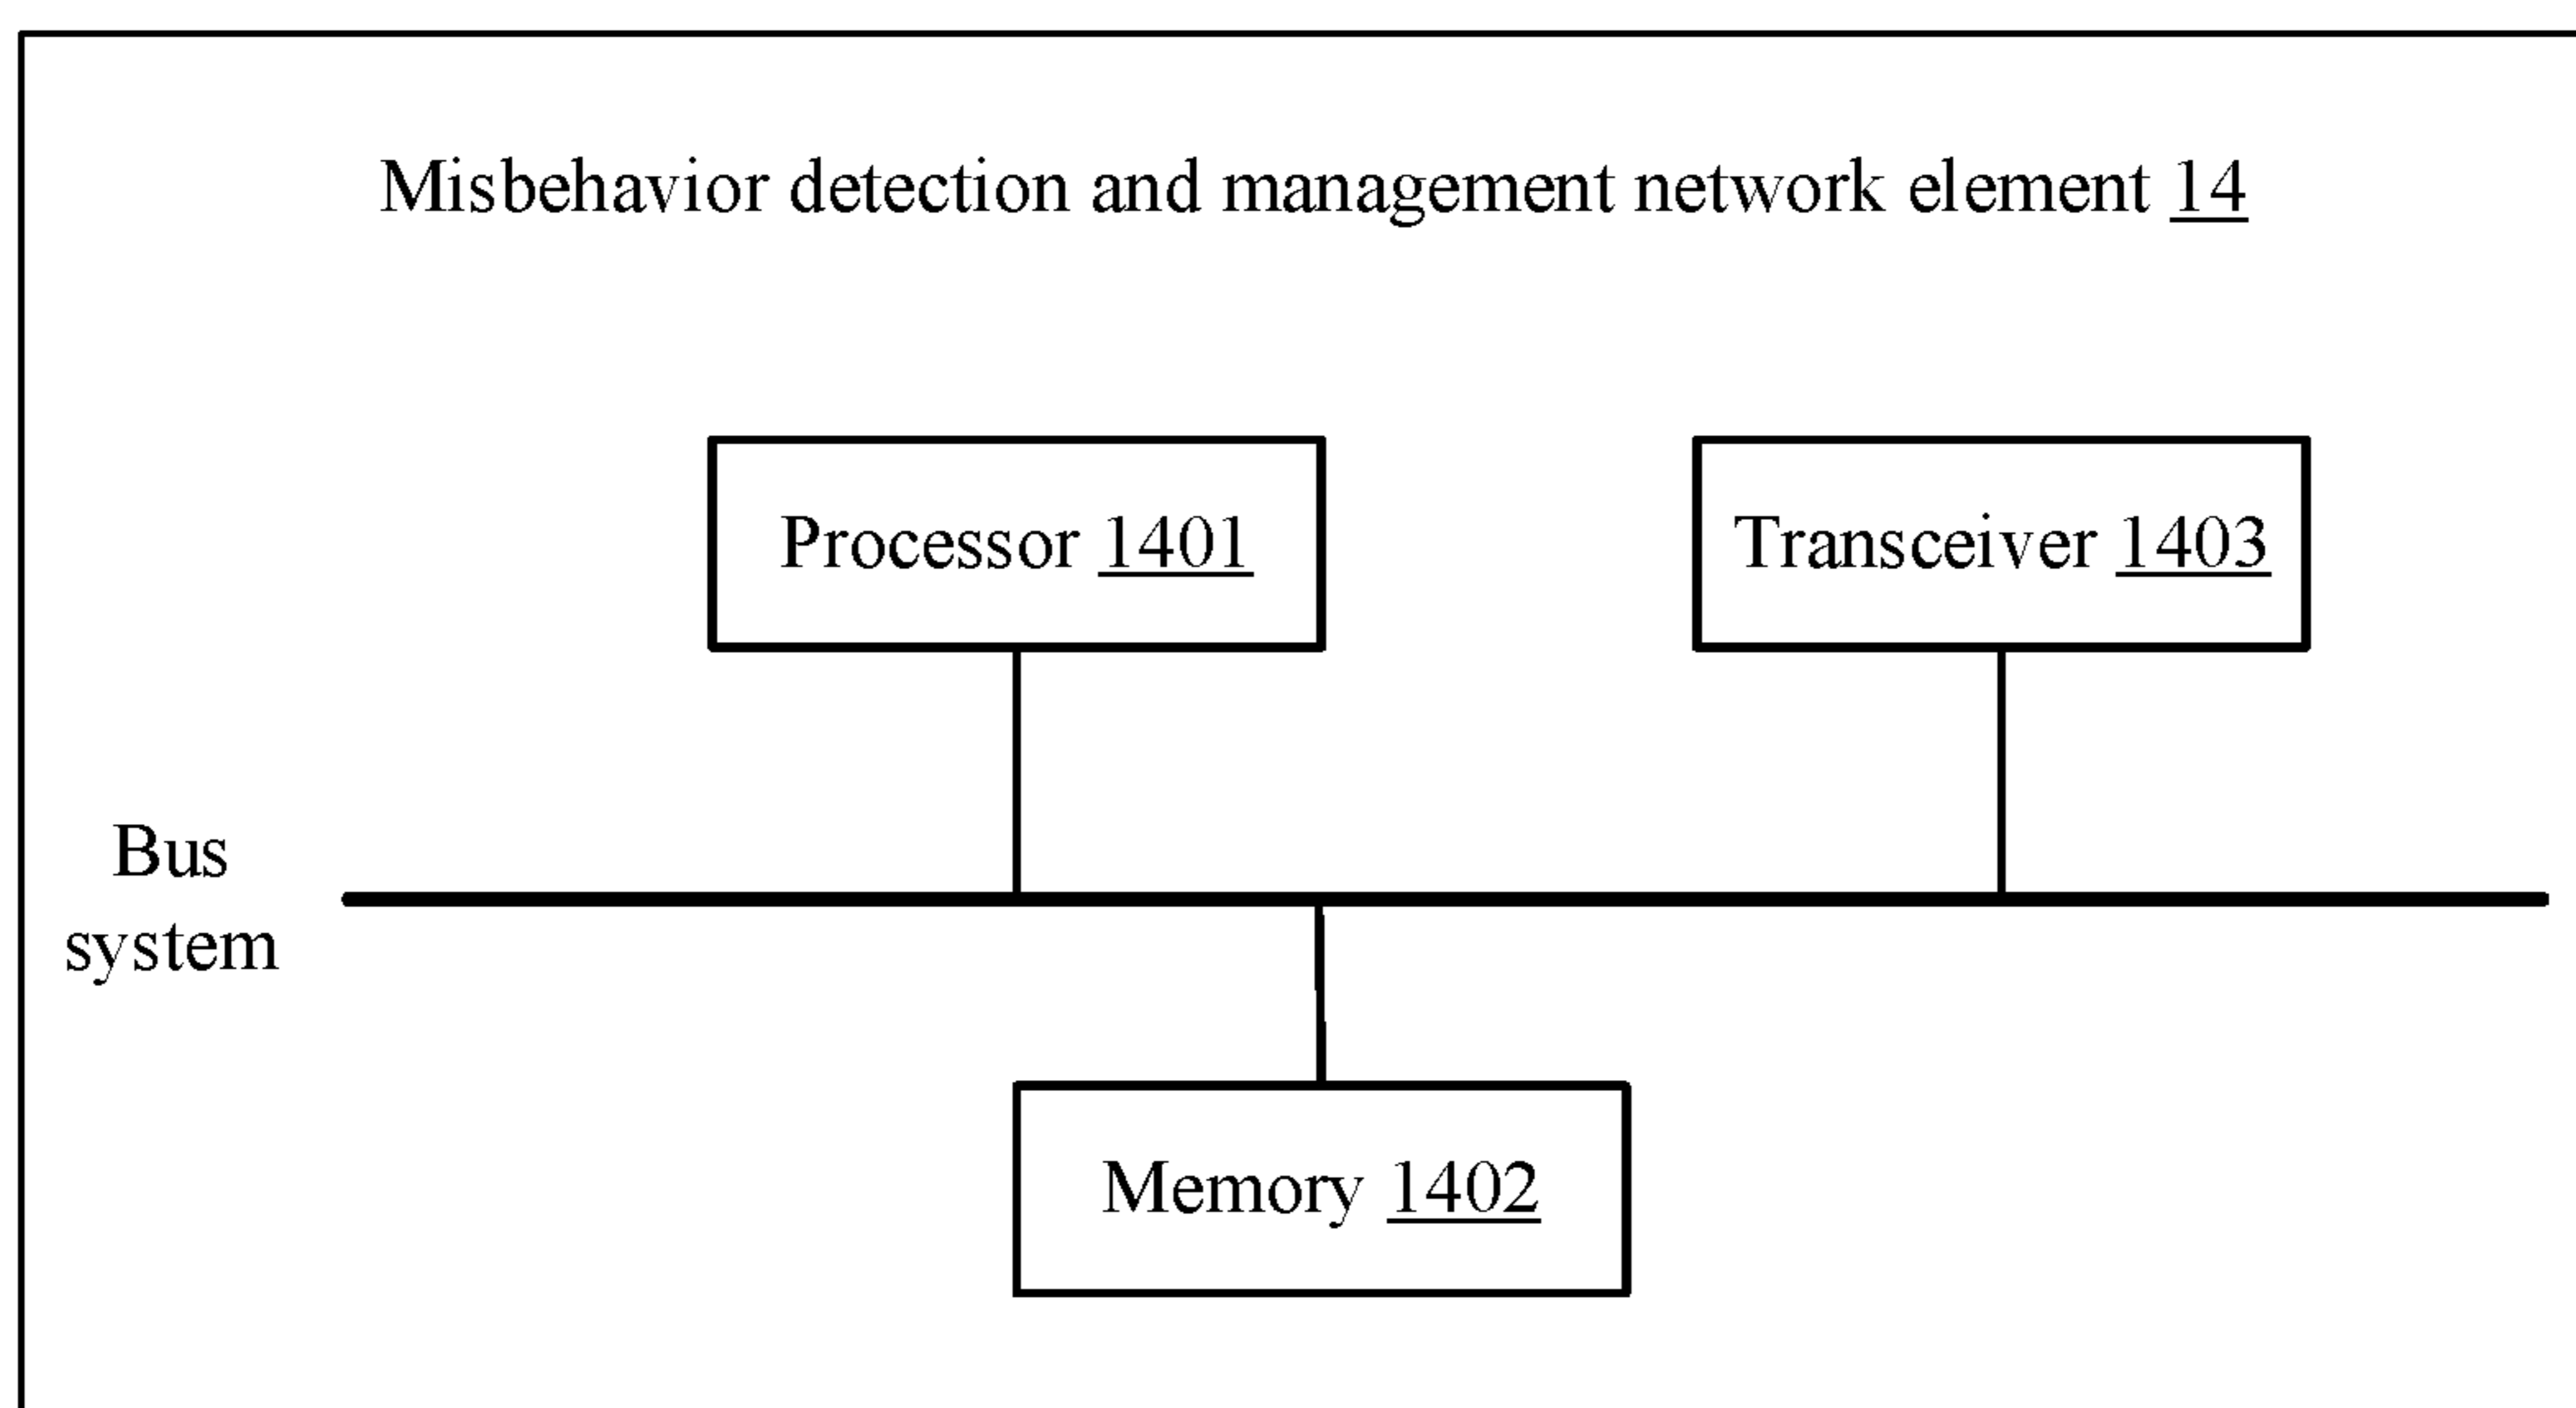 Misbehavior detection and management network element 14
Processor 1401
Transceiver 1403
Bus
system
Memory 1402